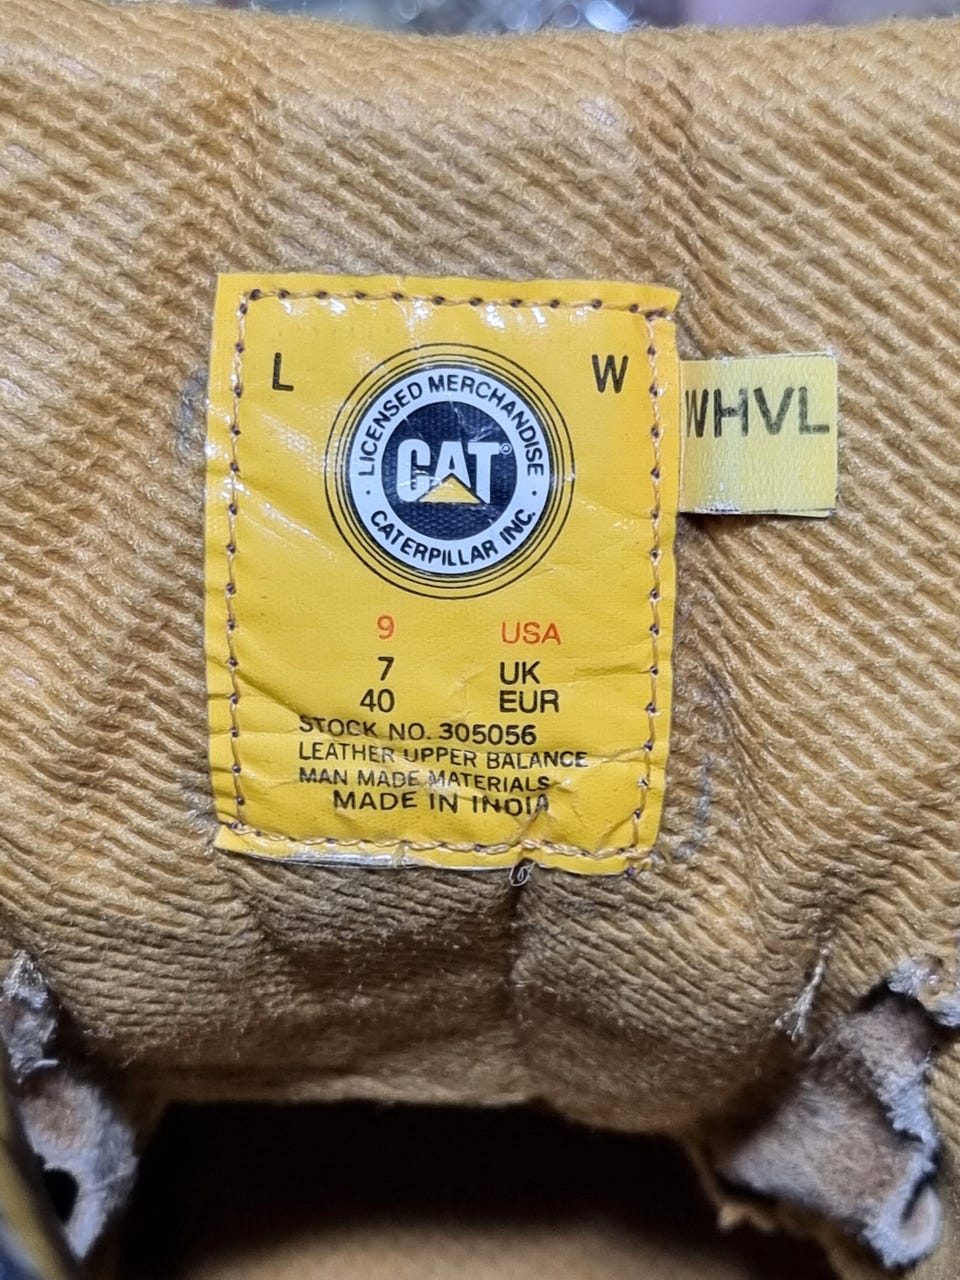 L W
LICENSED MERCHANDISE
CAT®
· CATERPILLAR INC. ·
WHVL
9 USA
7 UK
40 EUR
STOCK NO. 305056
LEATHER UPPER BALANCE
MAN MADE MATERIALS
MADE IN INDIA